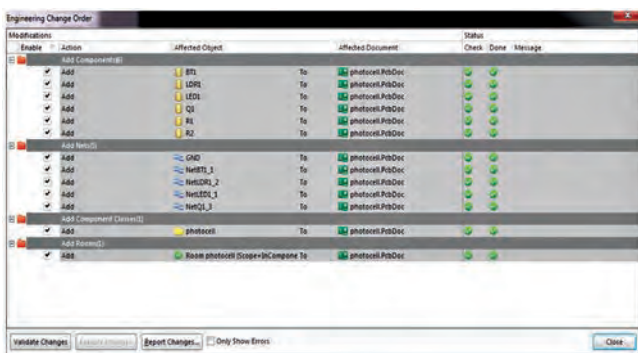 Engineering Change Order
Modifications Status
Enable Action Affected Object Affected Document Check Done Message
Add Components(6)
Add BT1 To photocell.PcbDoc
Add LDR1 To photocell.PcbDoc
Add LED1 To photocell.PcbDoc
Add Q1 To photocell.PcbDoc
Add R1 To photocell.PcbDoc
Add R2 To photocell.PcbDoc
Add Nets(5)
Add GND To photocell.PcbDoc
Add NetBT1_1 To photocell.PcbDoc
Add NetLDR1_2 To photocell.PcbDoc
Add NetLED1_1 To photocell.PcbDoc
Add NetQ1_3 To photocell.PcbDoc
Add Component Classes(1)
Add photocell To photocell.PcbDoc
Add Rooms(1)
Add Room photocell (Scope=InCompone To photocell.PcbDoc
Validate Changes Execute Changes Report Changes... Only Show Errors Close